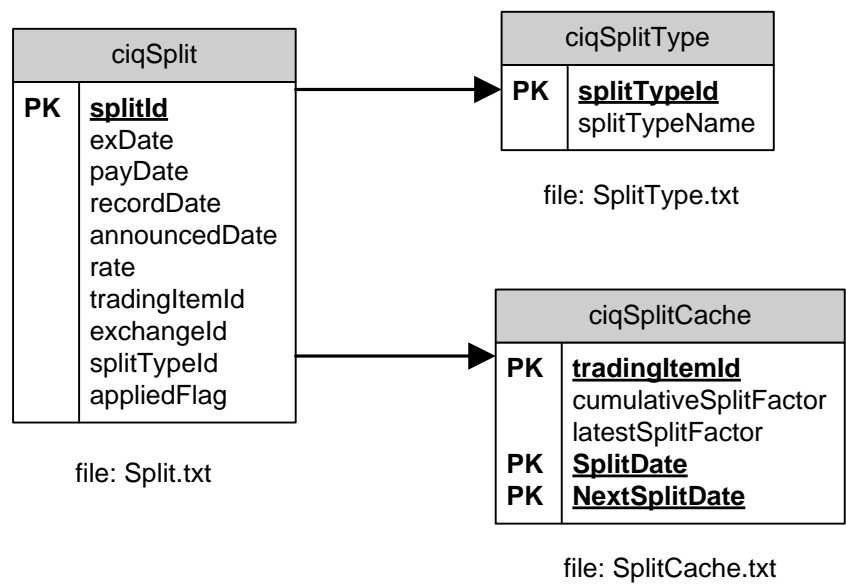 ciqSplit
PK splitId
exDate
payDate
recordDate
announcedDate
rate
tradingItemId
exchangeId
splitTypeId
appliedFlag
file: Split.txt
ciqSplitType
PK splitTypeId
splitTypeName
file: SplitType.txt
ciqSplitCache
PK tradingItemId
cumulativeSplitFactor
latestSplitFactor
PK SplitDate
PK NextSplitDate
file: SplitCache.txt